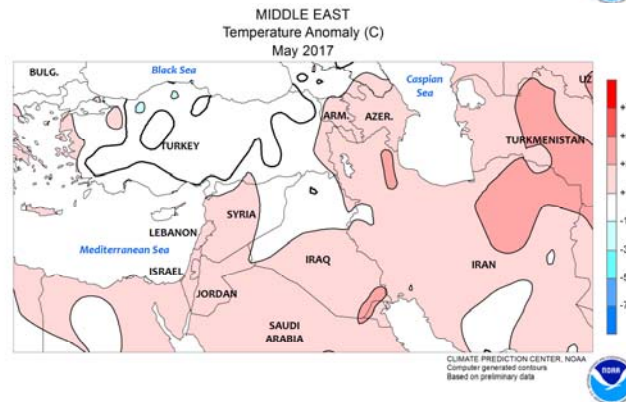 MIDDLE EAST
Temperature Anomaly (C)
May 2017
BULG.
Black Sea
Caspian
Sea
UZ
ARM.
AZER.
TURKEY
TURKMENISTAN
SYRIA
LEBANON
Mediterranean Sea
IRAQ
IRAN
ISRAEL
JORDAN
SAUDI
ARABIA
CLIMATE PREDICTION CENTER, NOAA
Computer generated contours
Based on preliminary data
NOAA